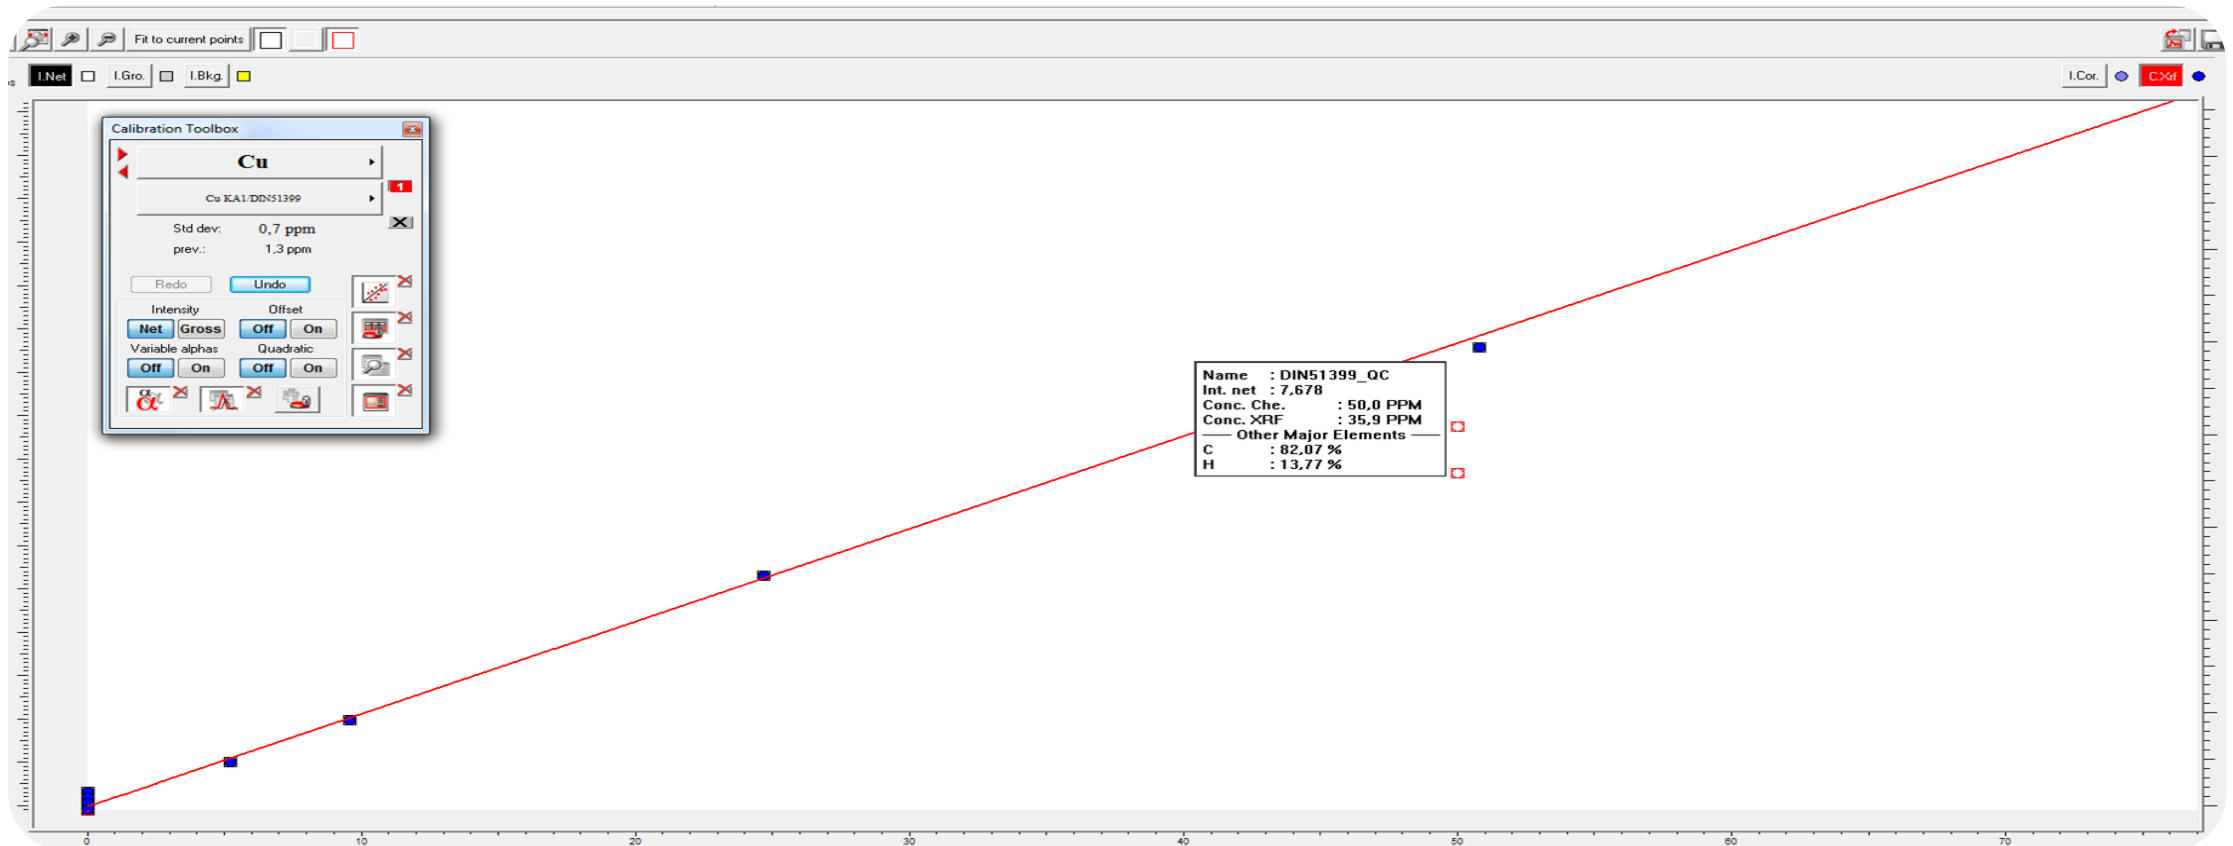 Fit to current points
I.Net I.Gro. I.Bkg. I.Cor. C.Xrf
Calibration Toolbox
Cu
1
Cu KA1/DIN51399
Std dev: 0,7 ppm
prev.: 1,3 ppm
Redo Undo
Intensity Offset
Net Gross Off On
Variable alphas Quadratic
Off On Off On
Name : DIN51399_QC
Int. net : 7,678
Conc. Che. : 50,0 PPM
Conc. XRF : 35,9 PPM
Other Major Elements
C : 82,07 %
H : 13,77 %
0 10 20 30 40 50 60 70